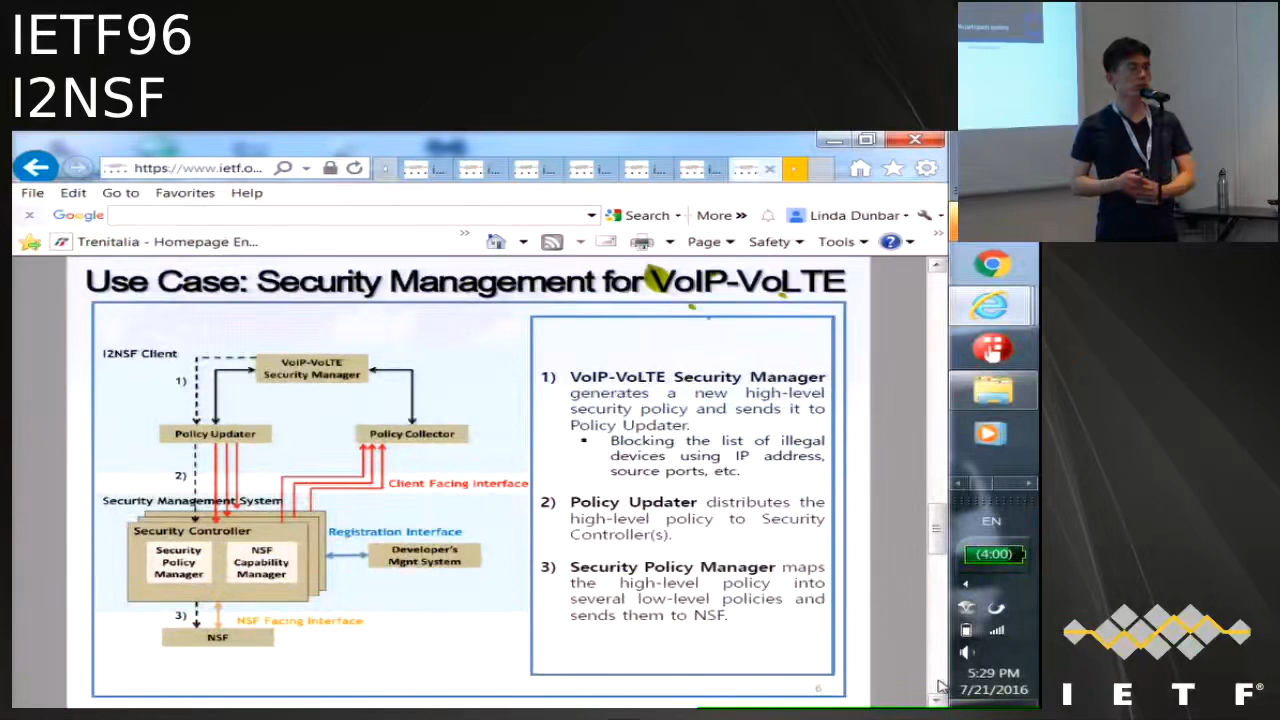 IETF96
I2NSF
https://www.ietf.o...
File Edit Go to Favorites Help
Google Search More » Linda Dunbar
Trenitalia - Homepage En... Page Safety Tools
Use Case: Security Management for VoIP-VoLTE
I2NSF Client
VoIP-VoLTE
Security Manager
1)
Policy Updater
Policy Collector
2)
Client Facing Interface
Security Management System
Security Controller
Registration Interface
Security
Policy
Manager
NSF
Capability
Manager
Developer's
Mgnt System
3)
NSF Facing Interface
NSF
1) VoIP-VoLTE Security Manager
generates a new high-level
security policy and sends it to
Policy Updater.
▪ Blocking the list of illegal
devices using IP address,
source ports, etc.
2) Policy Updater distributes the
high-level policy to Security
Controller(s).
3) Security Policy Manager maps
the high-level policy into
several low-level policies and
sends them to NSF.
6
EN
(4:00)
5:29 PM
7/21/2016
I E T F®